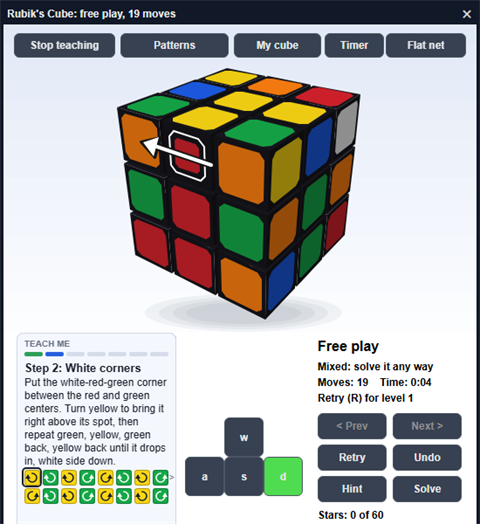 Rubik's Cube: free play, 19 moves
Stop teaching
Patterns
My cube
Timer
Flat net
TEACH ME
Step 2: White corners
Put the white-red-green corner
between the red and green
centers. Turn yellow to bring it
right above its spot, then
repeat green, yellow, green
back, yellow back until it drops
in, white side down.
w
a
s
d
Free play
Mixed: solve it any way
Moves: 19 Time: 0:04
Retry (R) for level 1
< Prev
Next >
Retry
Undo
Hint
Solve
Stars: 0 of 60